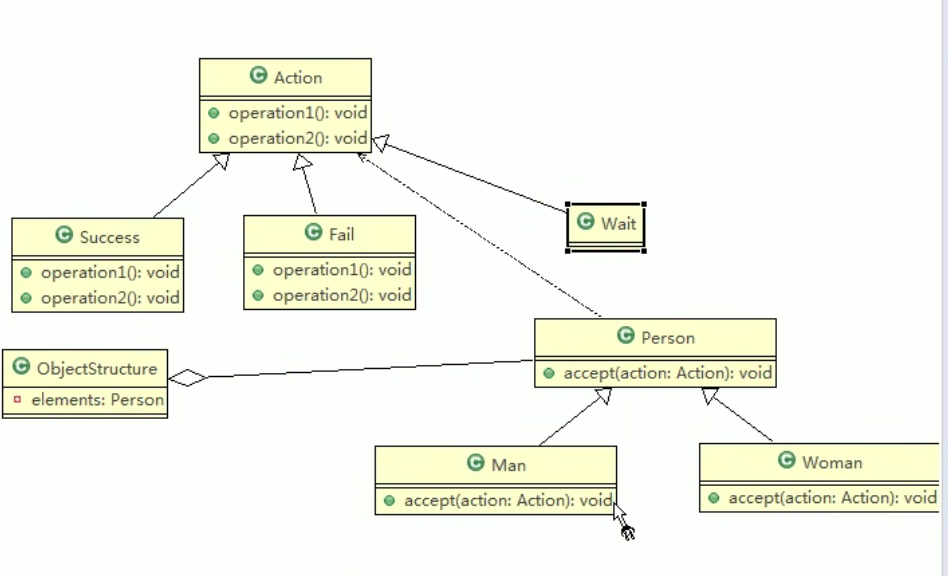 Action
operation1(): void
operation2(): void
Success
operation1(): void
operation2(): void
Fail
operation1(): void
operation2(): void
Wait
ObjectStructure
elements: Person
Person
accept(action: Action): void
Man
accept(action: Action): void
Woman
accept(action: Action): void